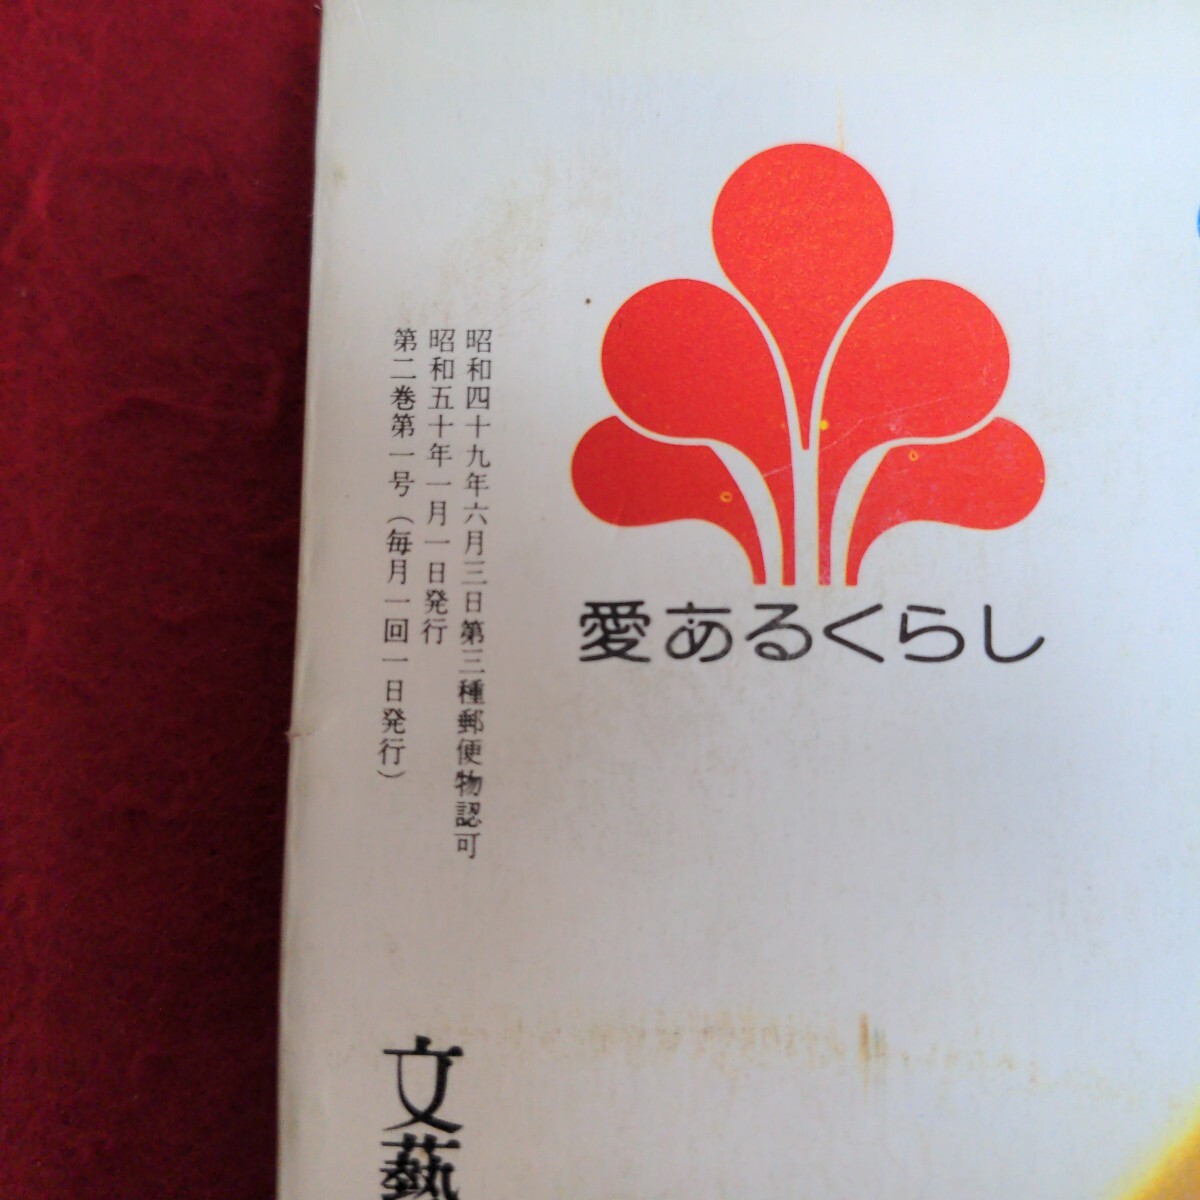 愛あるくらし
昭和四十九年六月三日第三種郵便物認可
昭和五十年一月一日発行
第二巻第一号(毎月一回一日発行)
文藝